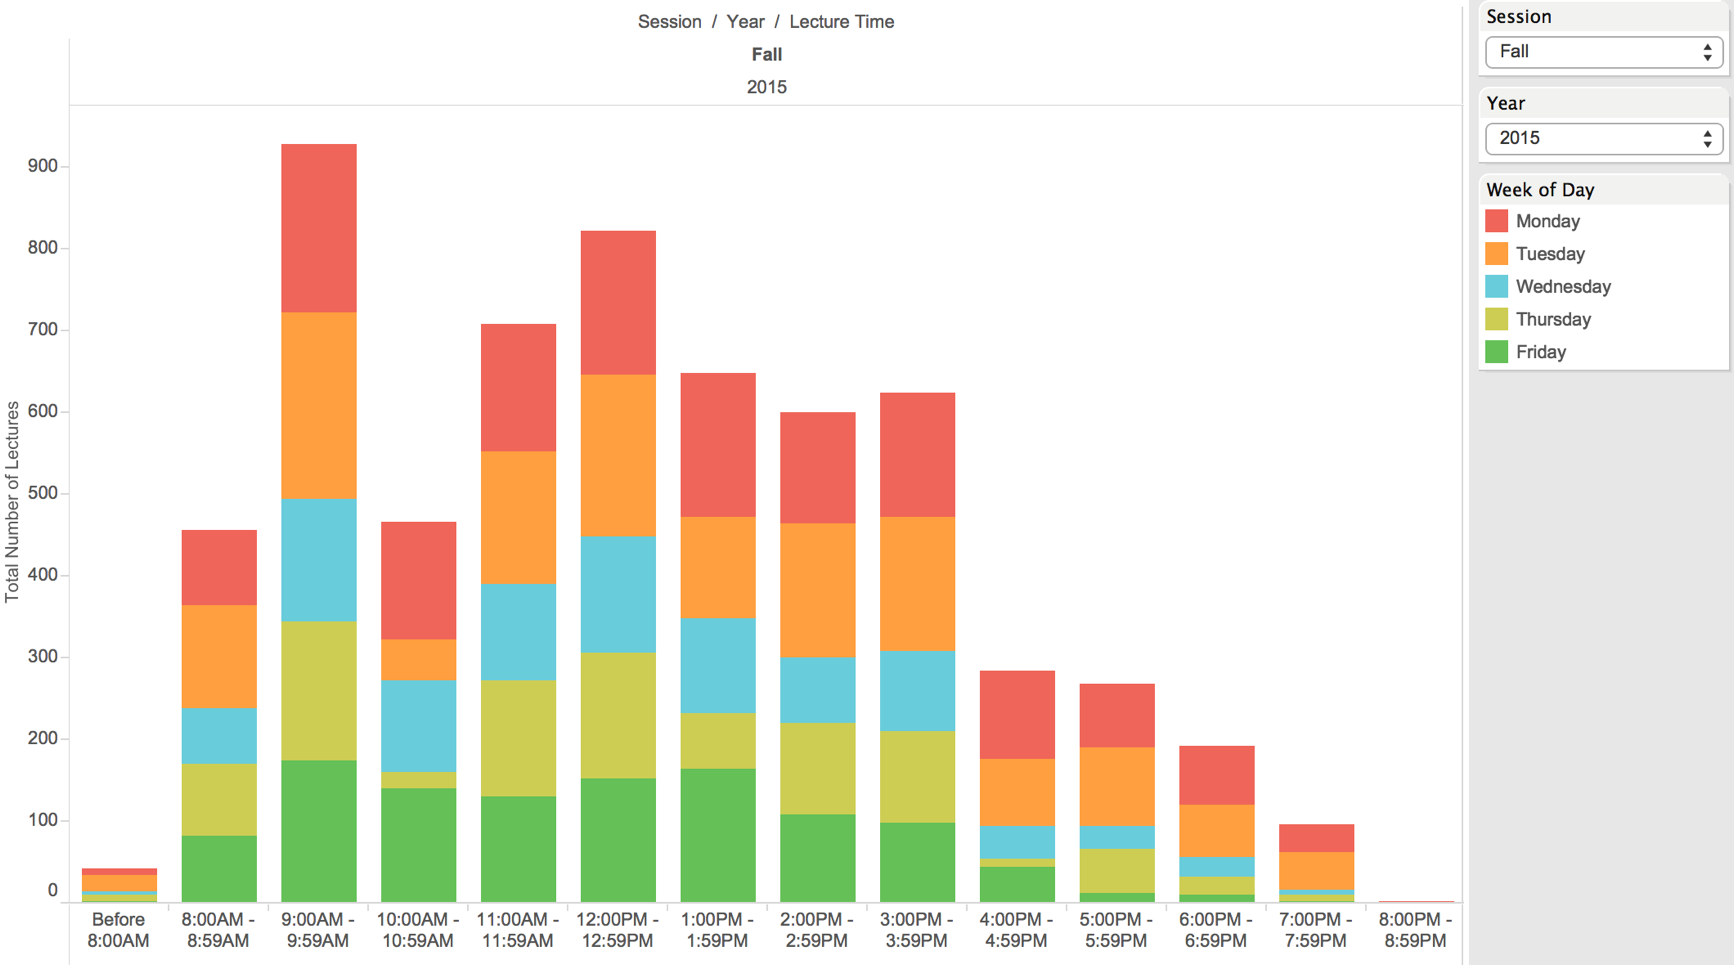 Session / Year / Lecture Time
Fall
2015
Total Number of Lectures
900
800
700
600
500
400
300
200
100
0
Before 8:00AM
8:00AM - 8:59AM
9:00AM - 9:59AM
10:00AM - 10:59AM
11:00AM - 11:59AM
12:00PM - 12:59PM
1:00PM - 1:59PM
2:00PM - 2:59PM
3:00PM - 3:59PM
4:00PM - 4:59PM
5:00PM - 5:59PM
6:00PM - 6:59PM
7:00PM - 7:59PM
8:00PM - 8:59PM
Session
Fall
Year
2015
Week of Day
Monday
Tuesday
Wednesday
Thursday
Friday